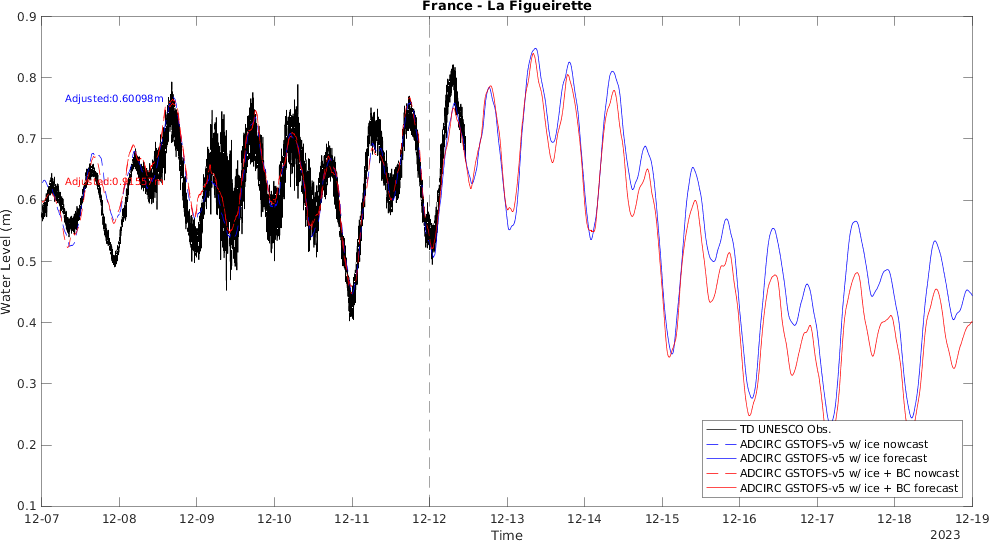 France - La Figueirette
Water Level (m)
0.9
0.8
0.7
0.6
0.5
0.4
0.3
0.2
0.1
Adjusted:0.60098m
TD UNESCO Obs.
ADCIRC GSTOFS-v5 w/ ice nowcast
ADCIRC GSTOFS-v5 w/ ice forecast
ADCIRC GSTOFS-v5 w/ ice + BC nowcast
ADCIRC GSTOFS-v5 w/ ice + BC forecast
12-07 12-08 12-09 12-10 12-11 12-12 12-13 12-14 12-15 12-16 12-17 12-18 12-19
Time
2023